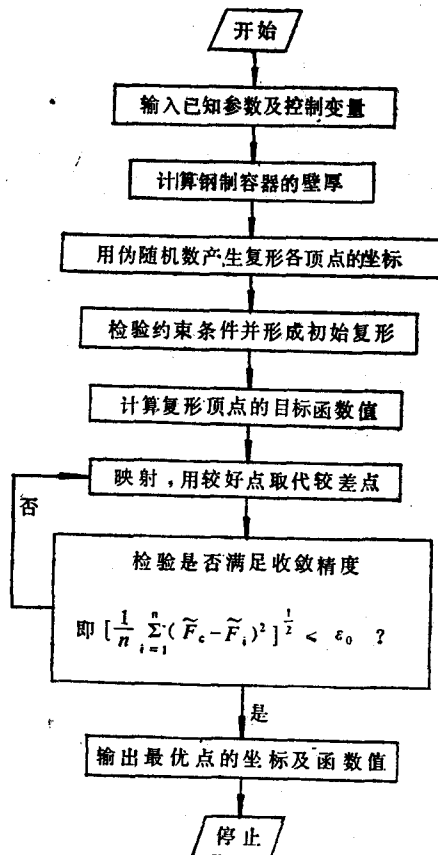 开始
输入已知参数及控制变量
计算钢制容器的壁厚
用伪随机数产生复形各顶点的坐标
检验约束条件并形成初始复形
计算复形顶点的目标函数值
映射,用较好点取代较差点
否
检验是否满足收敛精度
即 [1/n Σ_{i=1}^{n} (F̃_c - F̃_i)²]^{1/2} < ε₀ ?
是
输出最优点的坐标及函数值
停止